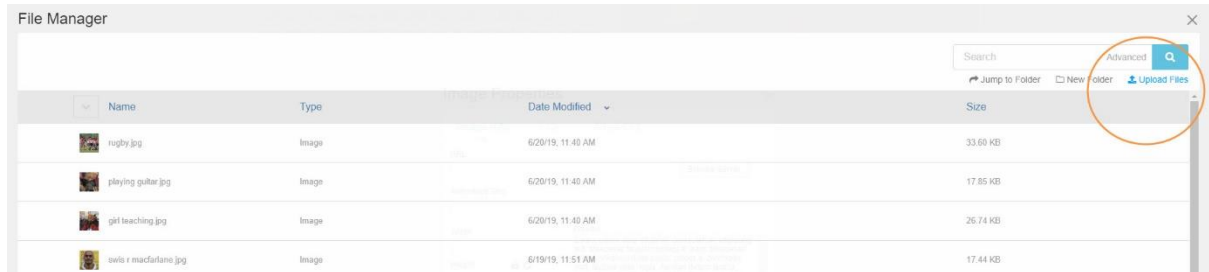 File Manager
Search Advanced
Jump to Folder New Folder Upload Files
Name Type Date Modified Size
rugby.jpg Image 6/20/19, 11:40 AM 33.60 KB
playing guitar.jpg Image 6/20/19, 11:40 AM 17.85 KB
girl teaching.jpg Image 6/20/19, 11:40 AM 26.74 KB
owis r macfarlane.jpg Image 6/19/19, 11:51 AM 17.44 KB